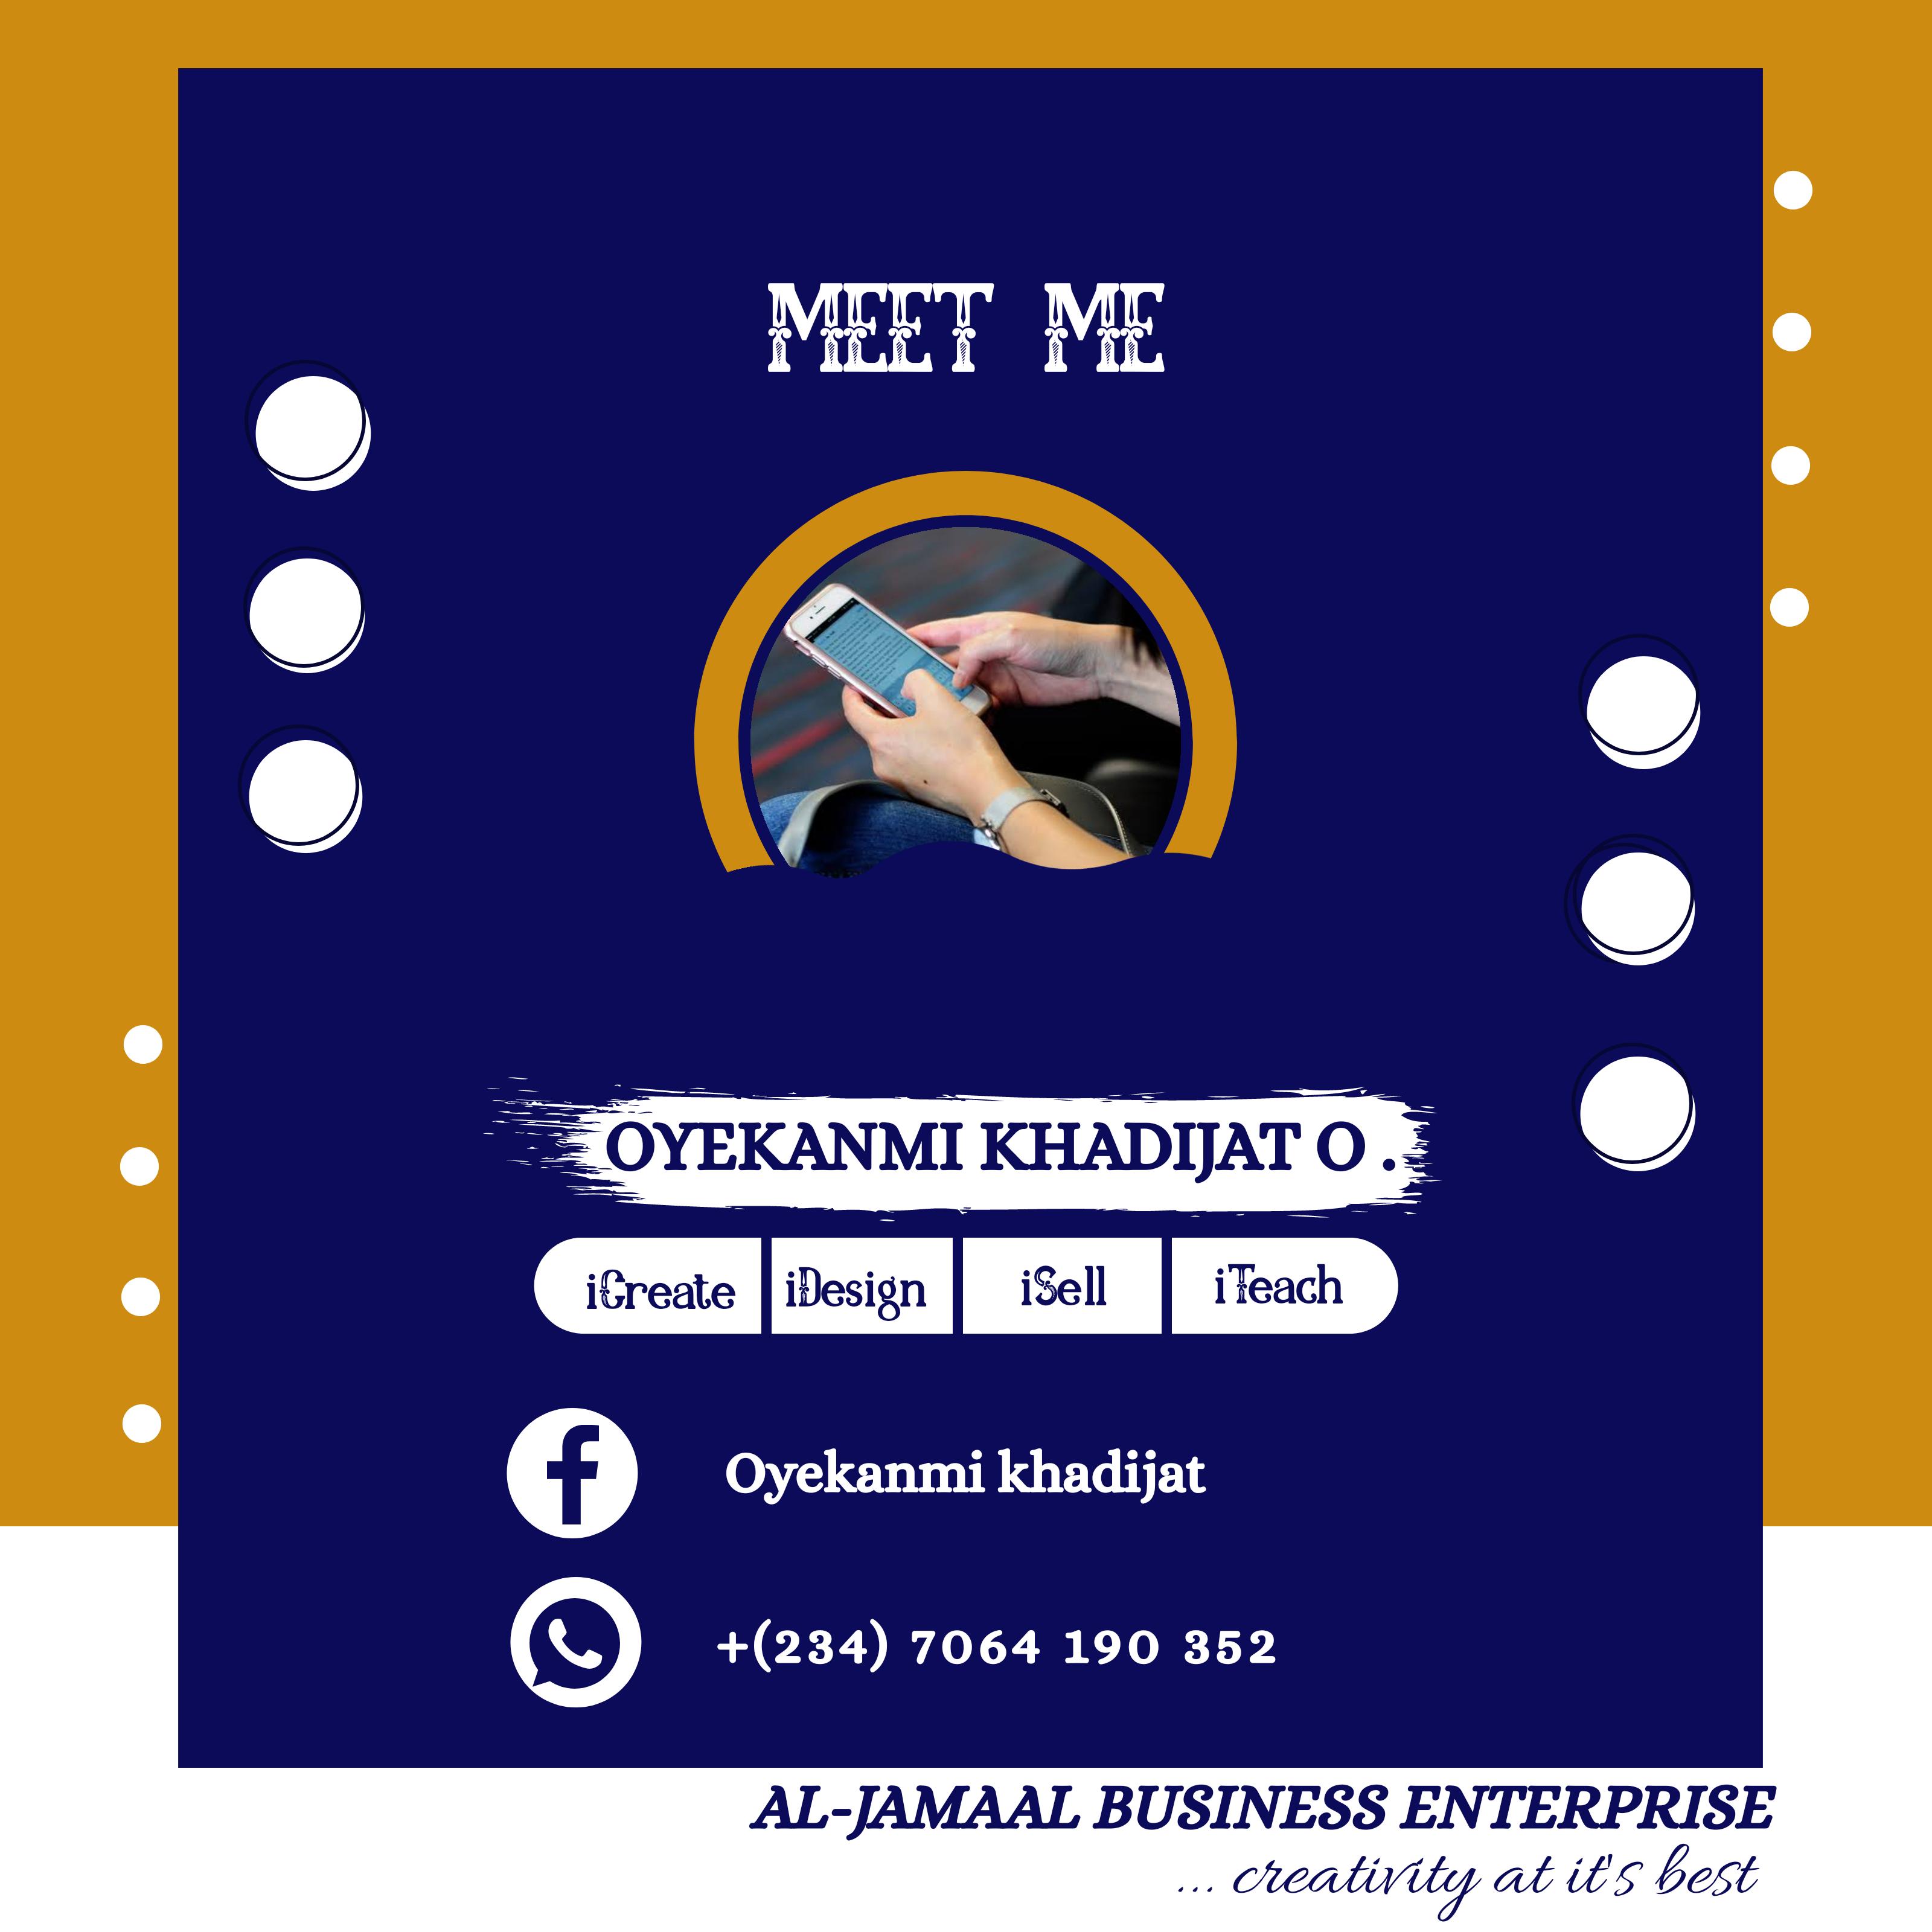 MEET ME
OYEKANMI KHADIJAT O .
iCreate iDesign iSell iTeach
Oyekanmi khadijat
+(234) 7064 190 352
AL-JAMAAL BUSINESS ENTERPRISE
... creativity at it's best